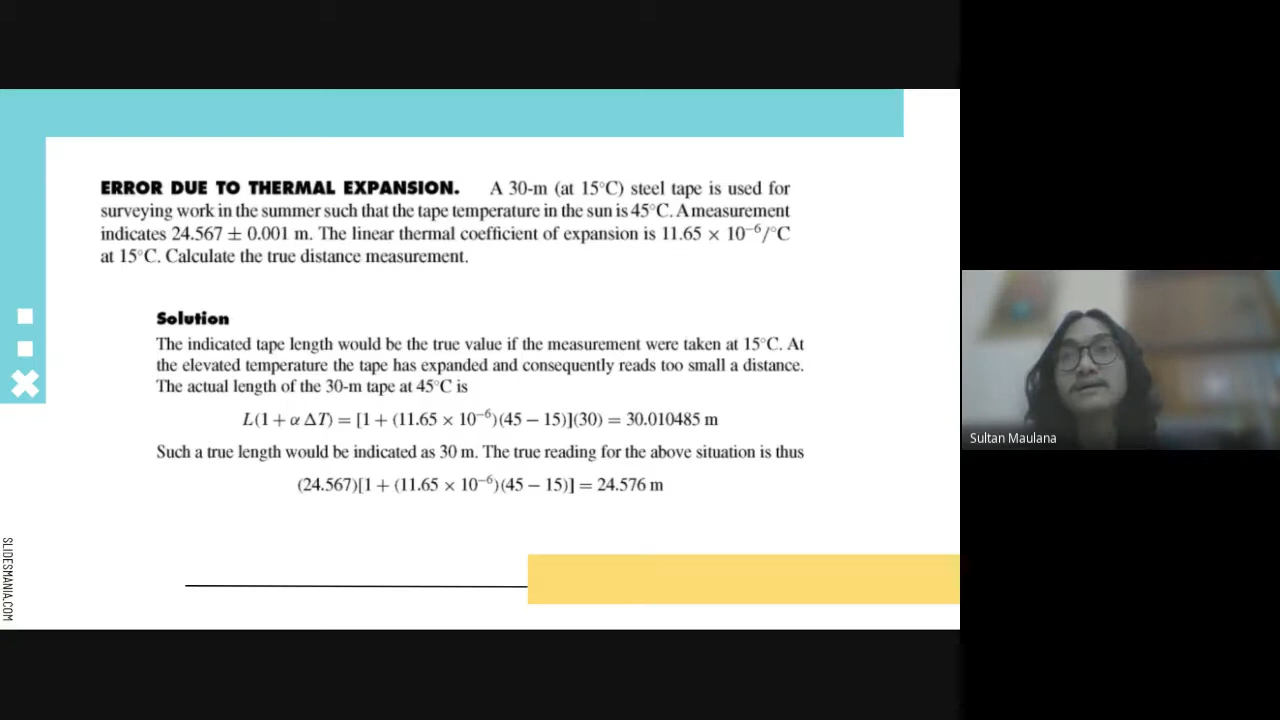 ERROR DUE TO THERMAL EXPANSION. A 30-m (at 15°C) steel tape is used for
surveying work in the summer such that the tape temperature in the sun is 45°C. A measurement
indicates 24.567 ± 0.001 m. The linear thermal coefficient of expansion is 11.65 × 10⁻⁶/°C
at 15°C. Calculate the true distance measurement.
Solution
The indicated tape length would be the true value if the measurement were taken at 15°C. At
the elevated temperature the tape has expanded and consequently reads too small a distance.
The actual length of the 30-m tape at 45°C is
L(1 + α ΔT) = [1 + (11.65 × 10⁻⁶)(45 − 15)](30) = 30.010485 m
Such a true length would be indicated as 30 m. The true reading for the above situation is thus
(24.567)[1 + (11.65 × 10⁻⁶)(45 − 15)] = 24.576 m
SLIDESMANIA.COM
Sultan Maulana